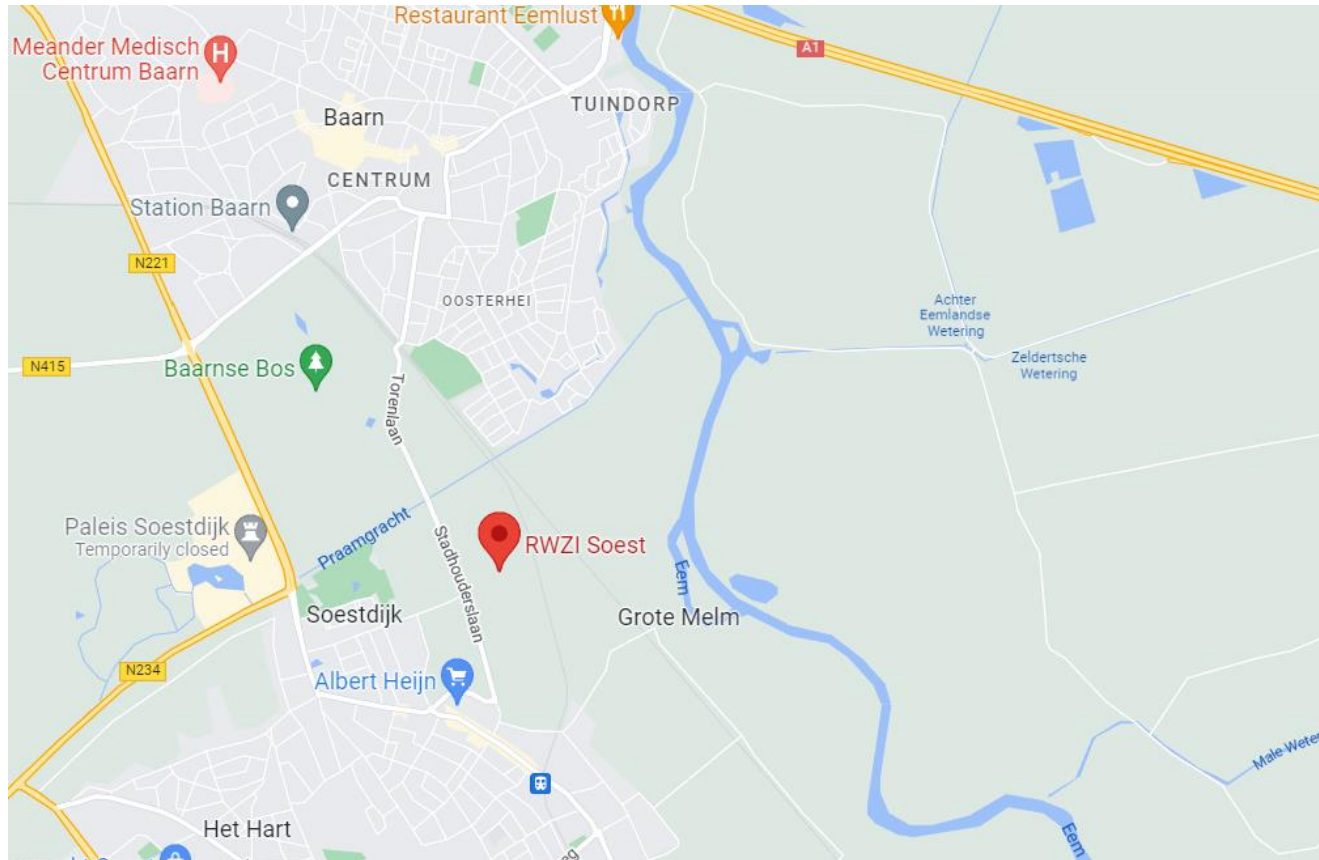 Restaurant Eemlust
A1
Meander Medisch
Centrum Baarn
TUINDORP
Baarn
CENTRUM
Station Baarn
N221
OOSTERHEI
Achter
Eemlandse
Wetering
Zeldertsche
Wetering
N415
Baarnse Bos
Torenlaan
Paleis Soestdijk
Temporarily closed
Praamgracht
Stadhouderslaan
RWZI Soest
Eem
Soestdijk
Grote Melm
N234
Albert Heijn
Male Weter
Het Hart
Eem